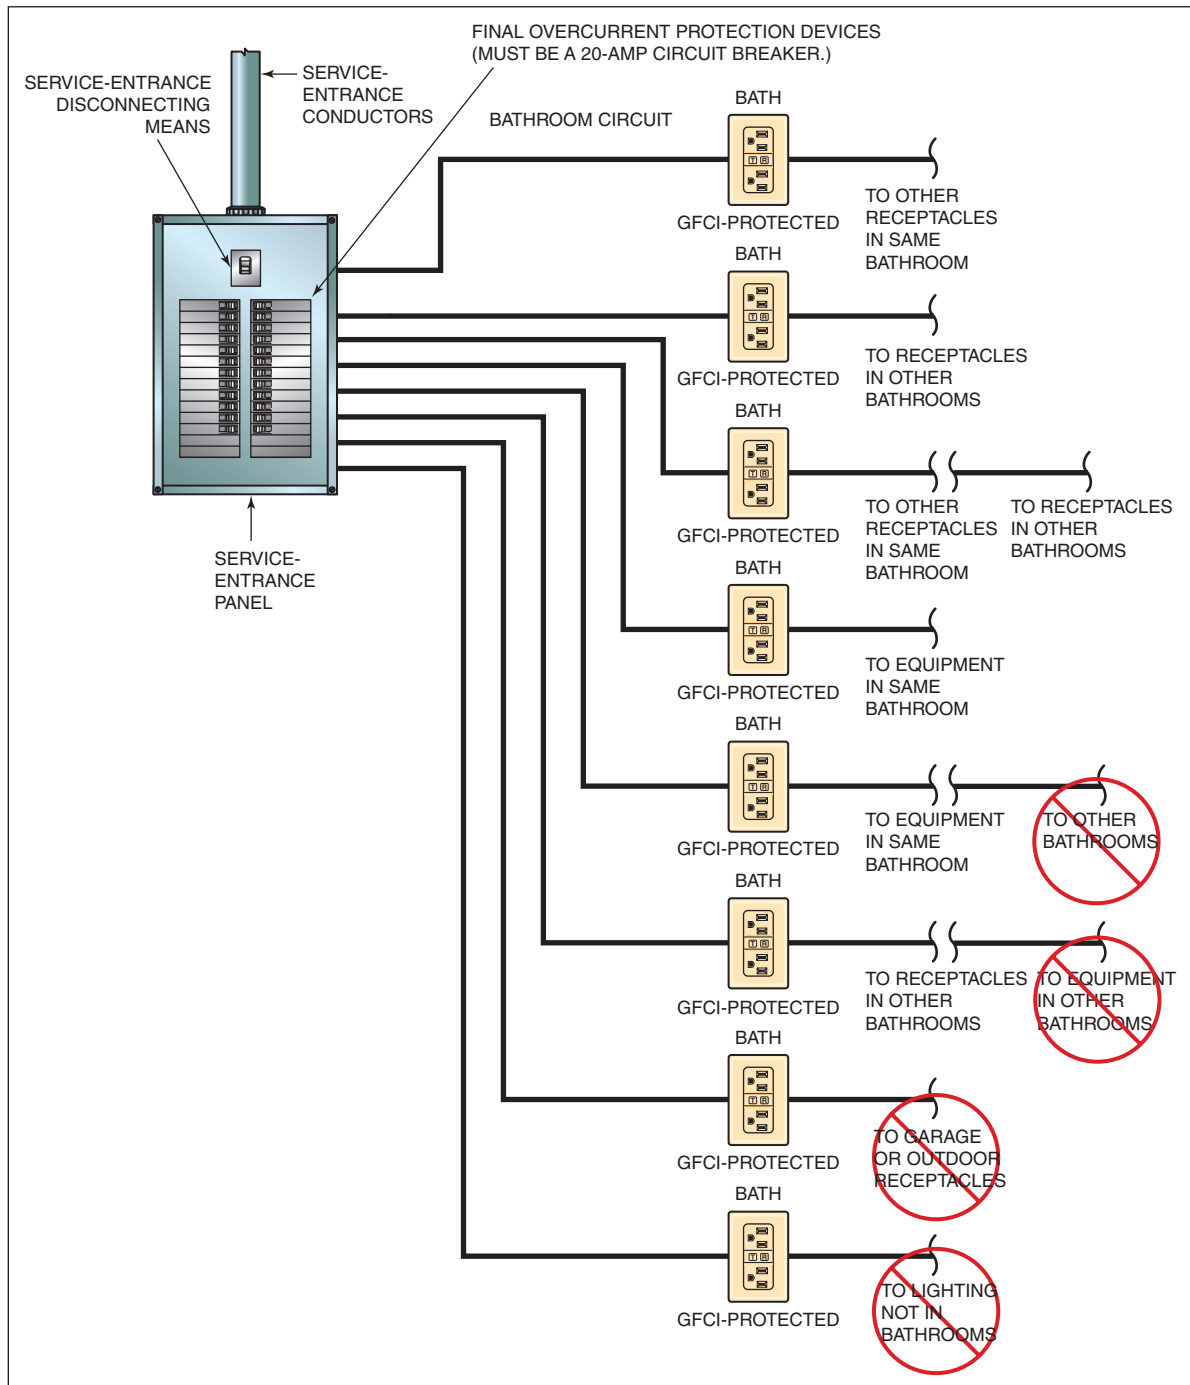 FINAL OVERCURRENT PROTECTION DEVICES
(MUST BE A 20-AMP CIRCUIT BREAKER.)
SERVICE-ENTRANCE
DISCONNECTING
MEANS
SERVICE-
ENTRANCE
CONDUCTORS
BATHROOM CIRCUIT
BATH
T R
GFCI-PROTECTED
TO OTHER
RECEPTACLES
IN SAME
BATHROOM
BATH
T R
GFCI-PROTECTED
TO RECEPTACLES
IN OTHER
BATHROOMS
BATH
T R
GFCI-PROTECTED
TO OTHER
RECEPTACLES
IN SAME
BATHROOM
TO RECEPTACLES
IN OTHER
BATHROOMS
SERVICE-
ENTRANCE
PANEL
BATH
T R
GFCI-PROTECTED
TO EQUIPMENT
IN SAME
BATHROOM
BATH
T R
GFCI-PROTECTED
TO EQUIPMENT
IN SAME
BATHROOM
TO OTHER
BATHROOMS
BATH
T R
GFCI-PROTECTED
TO RECEPTACLES
IN OTHER
BATHROOMS
TO EQUIPMENT
IN OTHER
BATHROOMS
BATH
T R
GFCI-PROTECTED
TO GARAGE
OR OUTDOOR
RECEPTACLES
BATH
T R
GFCI-PROTECTED
TO LIGHTING
NOT IN
BATHROOMS